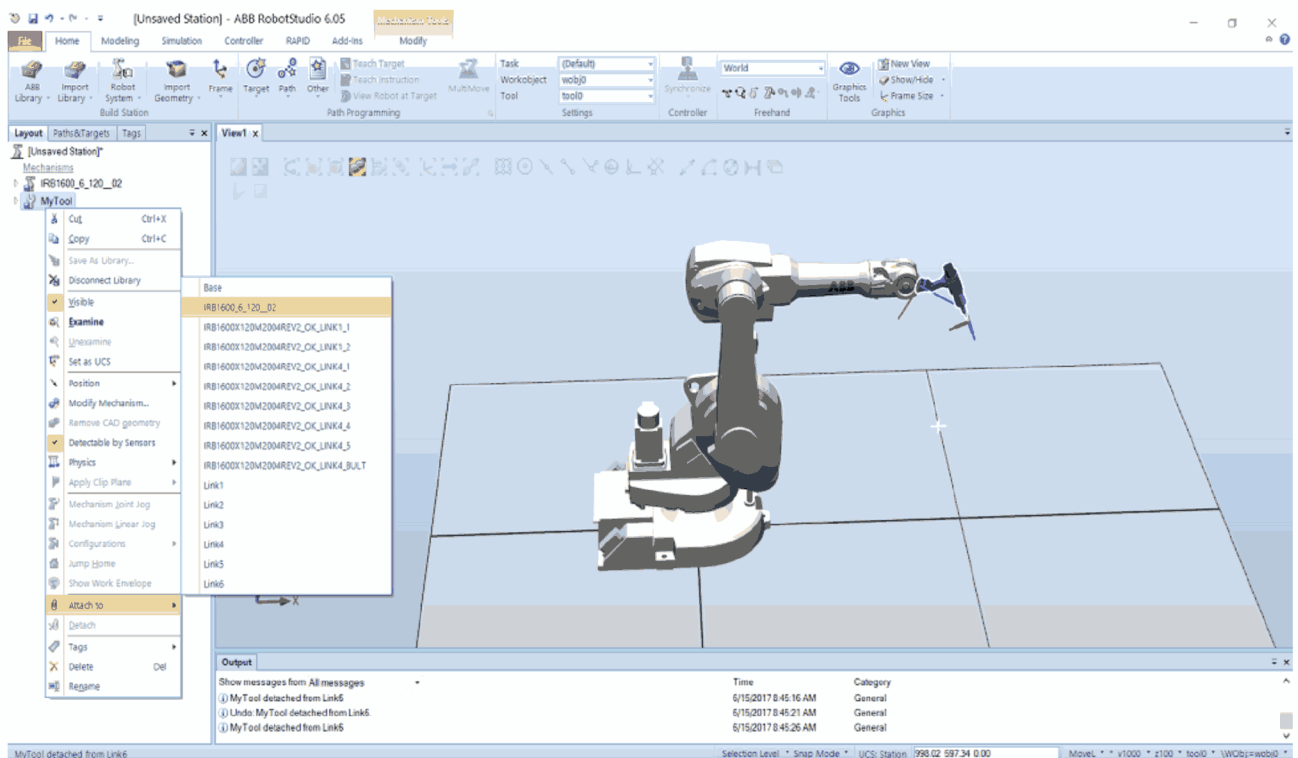 [Unsaved Station] - ABB RobotStudio 6.05
Mechanism Tools
File Home Modeling Simulation Controller RAPID Add-Ins Modify
ABB Library
Import Library
Robot System
Import Geometry
Frame
Target
Path
Other
Teach Target
Teach Instruction
View Robot at Target
MultiMove
Task (Default)
Workobject wobj0
Tool tool0
Synchronize
World
Graphics Tools
New View
Show/Hide
Frame Size
Build Station
Path Programming
Settings
Controller
Freehand
Graphics
Layout Paths&Targets Tags
View1
[Unsaved Station]*
Mechanisms
IRB1600_6_120__02
MyTool
Cut Ctrl+X
Copy Ctrl+C
Save As Library...
Disconnect Library
Visible
Examine
Unexamine
Set as UCS
Position
Modify Mechanism...
Remove CAD geometry
Detectable by Sensors
Physics
Apply Clip Plane
Mechanism Joint Jog
Mechanism Linear Jog
Configurations
Jump Home
Show Work Envelope
Attach to
Detach
Tags
Delete Del
Rename
Base
IRB1600_6_120__02
IRB1600X120M2004REV2_OK_LINK1_1
IRB1600X120M2004REV2_OK_LINK1_2
IRB1600X120M2004REV2_OK_LINK4_1
IRB1600X120M2004REV2_OK_LINK4_2
IRB1600X120M2004REV2_OK_LINK4_3
IRB1600X120M2004REV2_OK_LINK4_4
IRB1600X120M2004REV2_OK_LINK4_5
IRB1600X120M2004REV2_OK_LINK4_BULT
Link1
Link2
Link3
Link4
Link5
Link6
ABB
X
Output
Show messages from All messages Time Category
MyTool detached from Link6 6/15/2017 8:45:16 AM General
Undo: MyTool detached from Link6. 6/15/2017 8:45:21 AM General
MyTool detached from Link6 6/15/2017 8:45:26 AM General
MyTool detached from Link6 Selection Level Snap Mode UCS: Station 998.02 597.34 0.00 MoveL * v1000 z100 tool0 \WObj:=wobj0